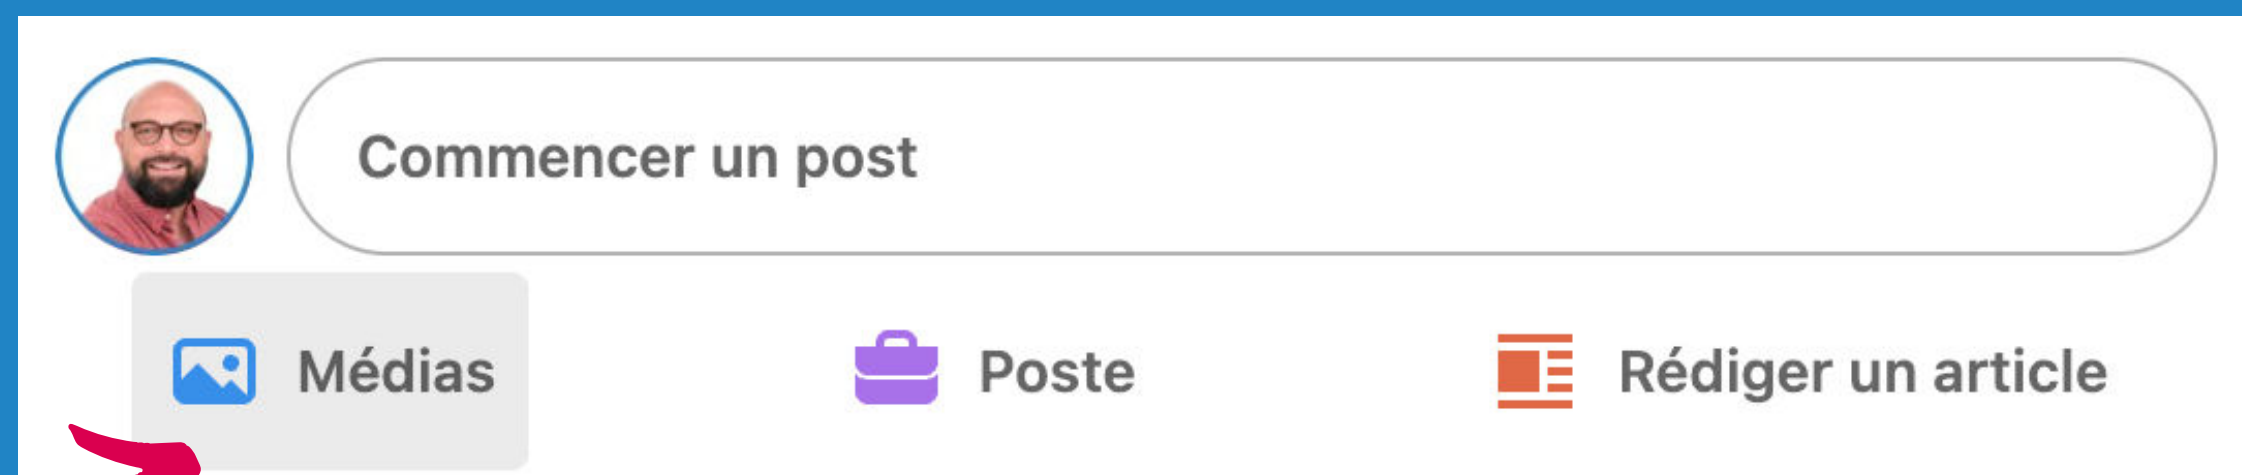 Commencer un post
Médias
Poste
Rédiger un article